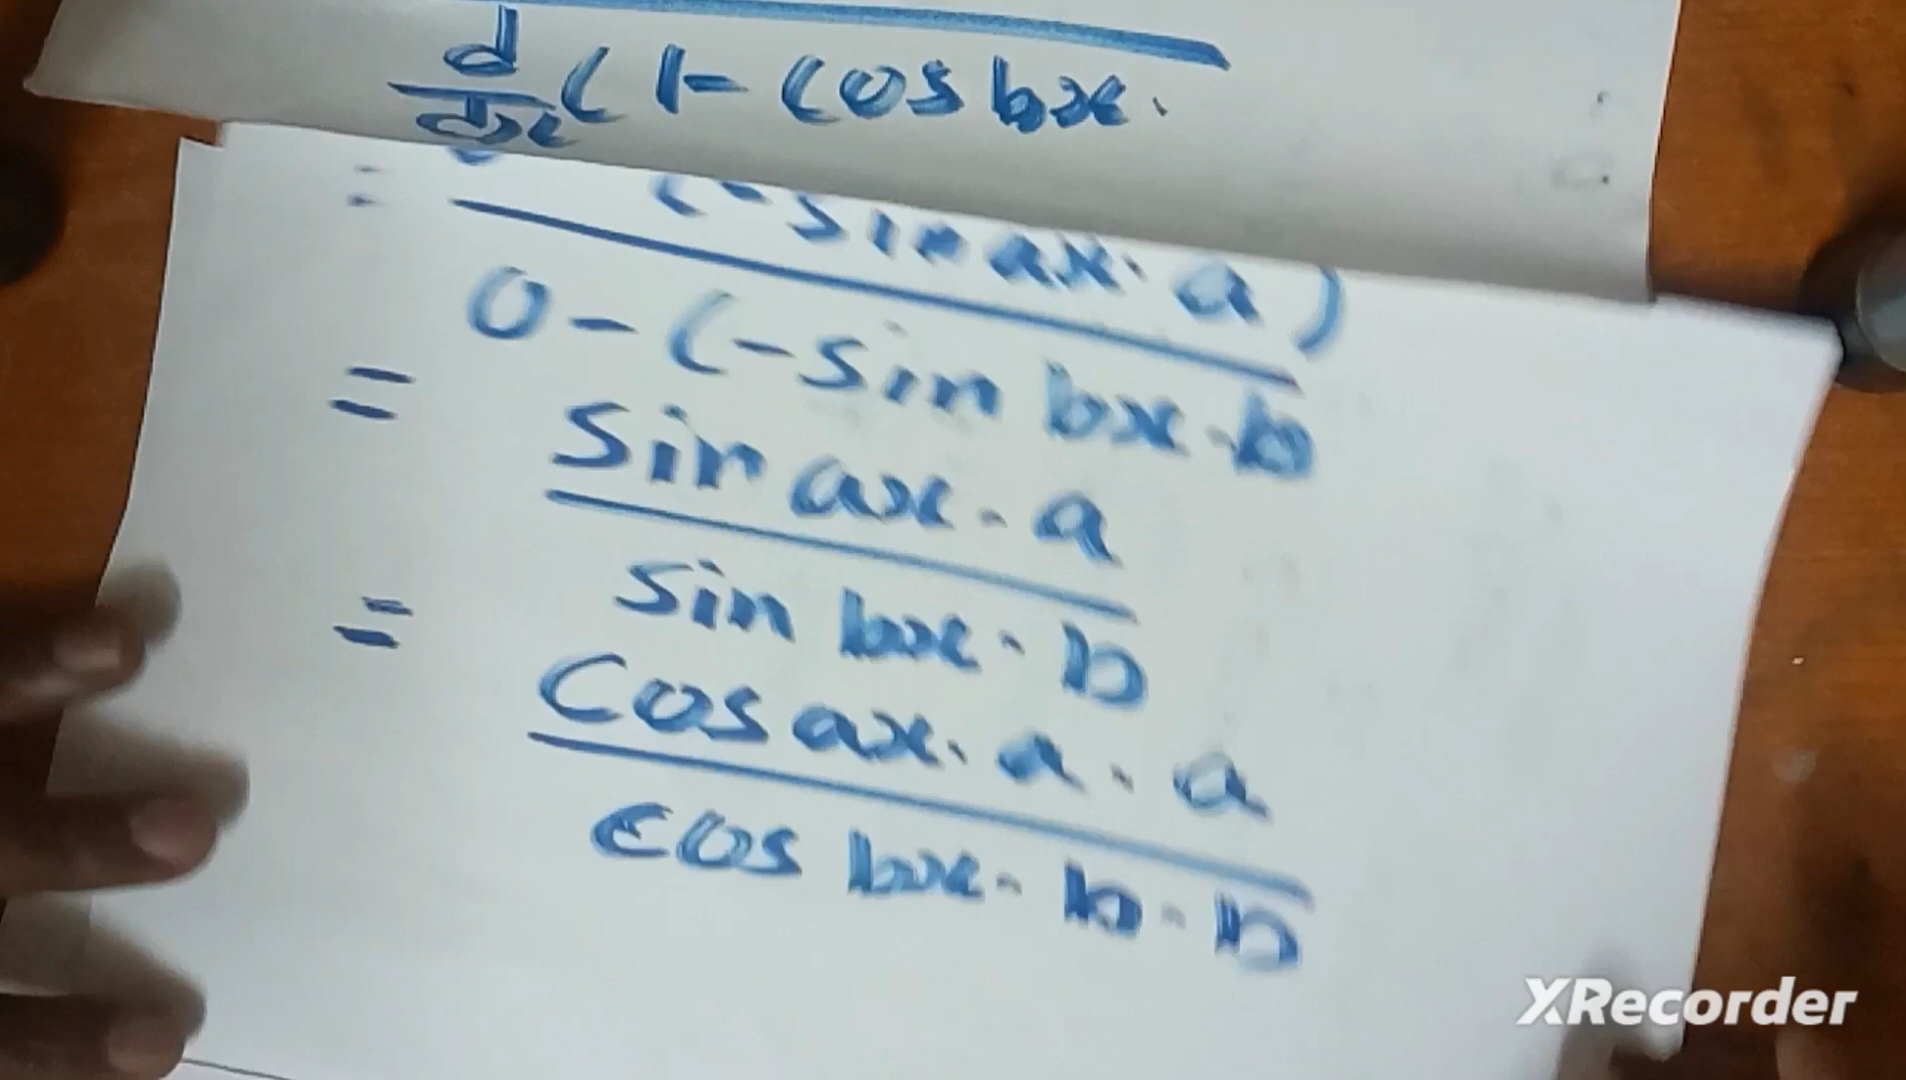 d
dx ( 1 - cos bx .
= (- sin ax . a )
0 - (- sin bx . b
= sin ax . a
sin bx . b
= cos ax . a . a
cos bx . b . b
XRecorder